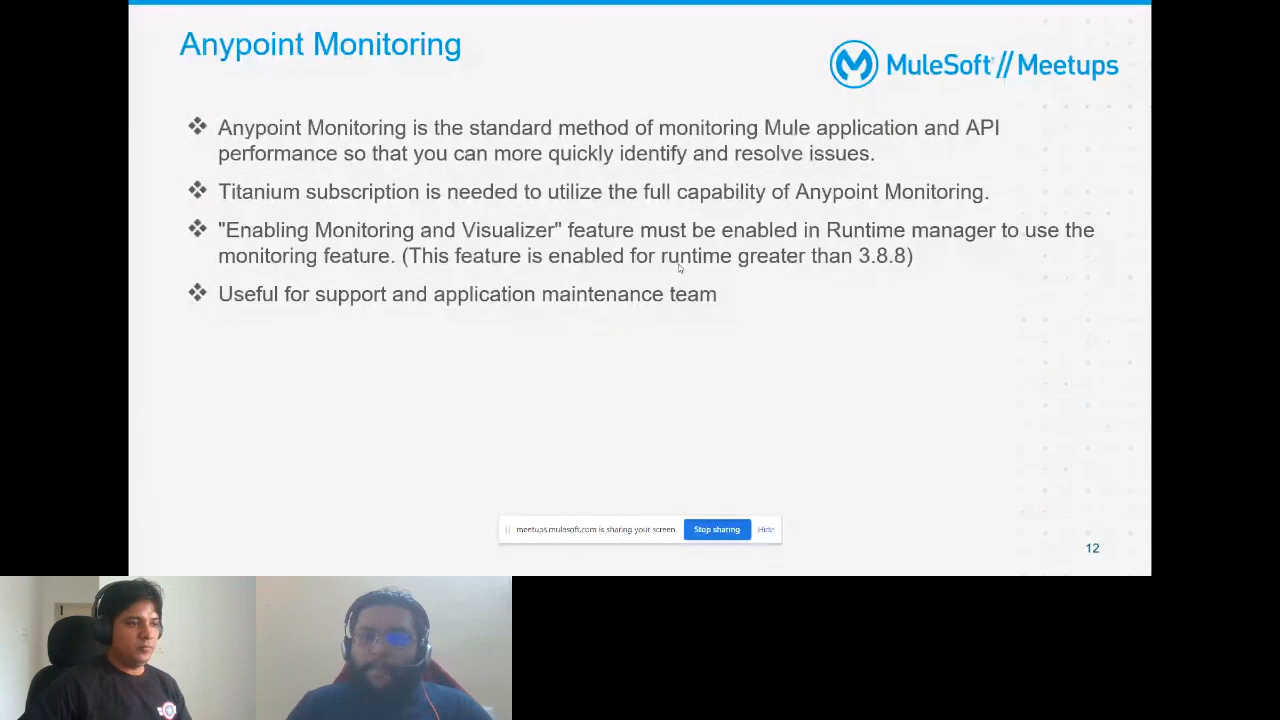 Anypoint Monitoring
MuleSoft // Meetups
❖ Anypoint Monitoring is the standard method of monitoring Mule application and API
performance so that you can more quickly identify and resolve issues.
❖ Titanium subscription is needed to utilize the full capability of Anypoint Monitoring.
❖ "Enabling Monitoring and Visualizer" feature must be enabled in Runtime manager to use the
monitoring feature. (This feature is enabled for runtime greater than 3.8.8)
❖ Useful for support and application maintenance team
meetups.mulesoft.com is sharing your screen. Stop sharing Hide
12